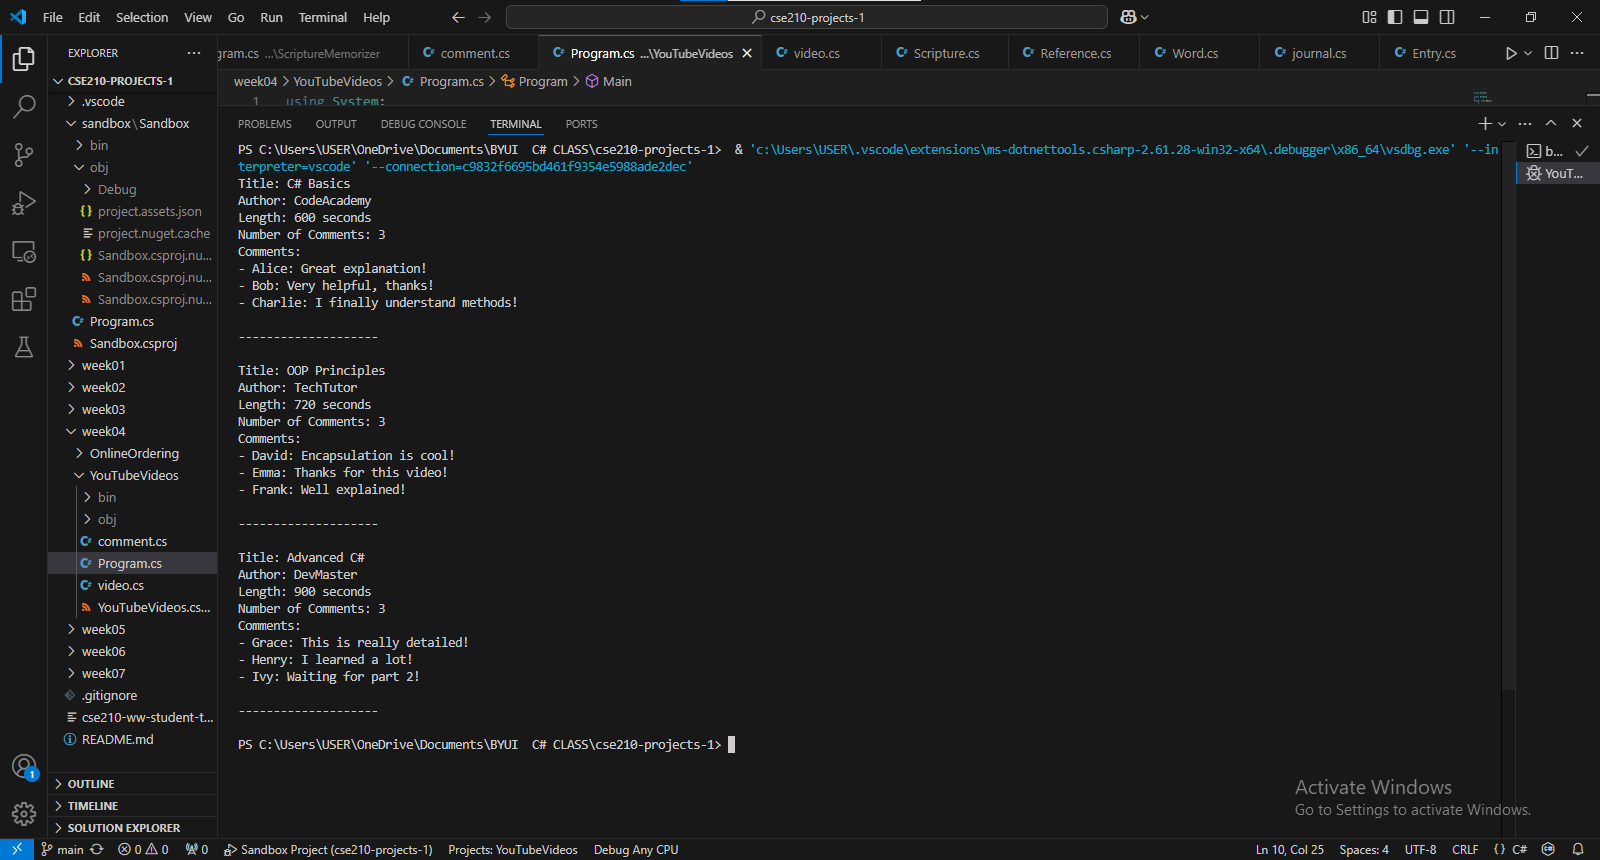 File Edit Selection View Go Run Terminal Help
cse210-projects-1
EXPLORER
gram.cs ...\ScriptureMemorizer
comment.cs
Program.cs ...\YouTubeVideos
video.cs
Scripture.cs
Reference.cs
Word.cs
journal.cs
Entry.cs
CSE210-PROJECTS-1
week04 > YouTubeVideos > Program.cs > Program > Main
1 using System;
.vscode
sandbox\Sandbox
bin
obj
Debug
project.assets.json
project.nuget.cache
Sandbox.csproj.nu...
Sandbox.csproj.nu...
Sandbox.csproj.nu...
Program.cs
Sandbox.csproj
week01
week02
week03
week04
OnlineOrdering
YouTubeVideos
bin
obj
comment.cs
Program.cs
video.cs
YouTubeVideos.cs...
week05
week06
week07
.gitignore
cse210-ww-student-t...
README.md
OUTLINE
TIMELINE
SOLUTION EXPLORER
PROBLEMS OUTPUT DEBUG CONSOLE TERMINAL PORTS
PS C:\Users\USER\OneDrive\Documents\BYUI  C# CLASS\cse210-projects-1>  & 'c:\Users\USER\.vscode\extensions\ms-dotnettools.csharp-2.61.28-win32-x64\.debugger\x86_64\vsdbg.exe' '--in
terpreter=vscode' '--connection=c9832f6695bd461f9354e5988ade2dec'
Title: C# Basics
Author: CodeAcademy
Length: 600 seconds
Number of Comments: 3
Comments:
- Alice: Great explanation!
- Bob: Very helpful, thanks!
- Charlie: I finally understand methods!
--------------------
Title: OOP Principles
Author: TechTutor
Length: 720 seconds
Number of Comments: 3
Comments:
- David: Encapsulation is cool!
- Emma: Thanks for this video!
- Frank: Well explained!
--------------------
Title: Advanced C#
Author: DevMaster
Length: 900 seconds
Number of Comments: 3
Comments:
- Grace: This is really detailed!
- Henry: I learned a lot!
- Ivy: Waiting for part 2!
--------------------
PS C:\Users\USER\OneDrive\Documents\BYUI  C# CLASS\cse210-projects-1>
b...
YouT...
Activate Windows
Go to Settings to activate Windows.
1
main 0 0 0 Sandbox Project (cse210-projects-1) Projects: YouTubeVideos Debug Any CPU Ln 10, Col 25 Spaces: 4 UTF-8 CRLF {} C#